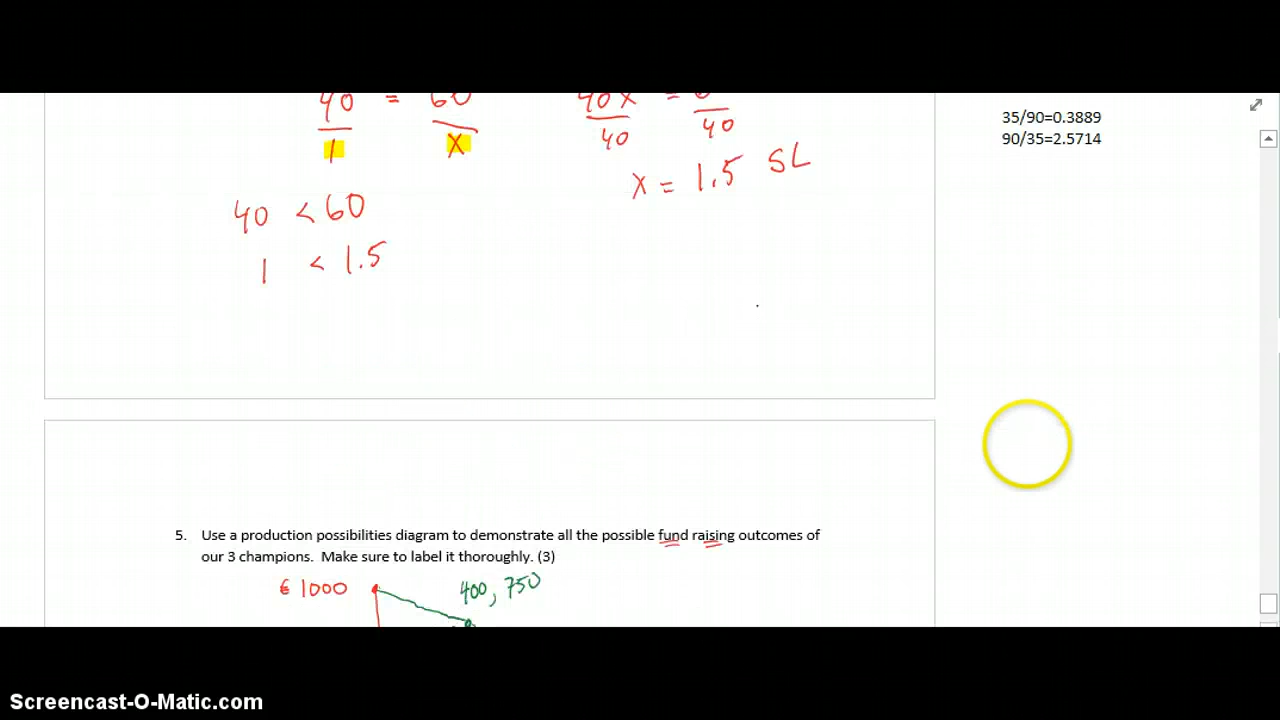 40 = 60
1 x
40 < 60
1 < 1.5
40x =
40 40
x = 1.5 SL
35/90=0.3889
90/35=2.5714
5. Use a production possibilities diagram to demonstrate all the possible fund raising outcomes of
our 3 champions. Make sure to label it thoroughly. (3)
€ 1000
400, 750
Screencast-O-Matic.com